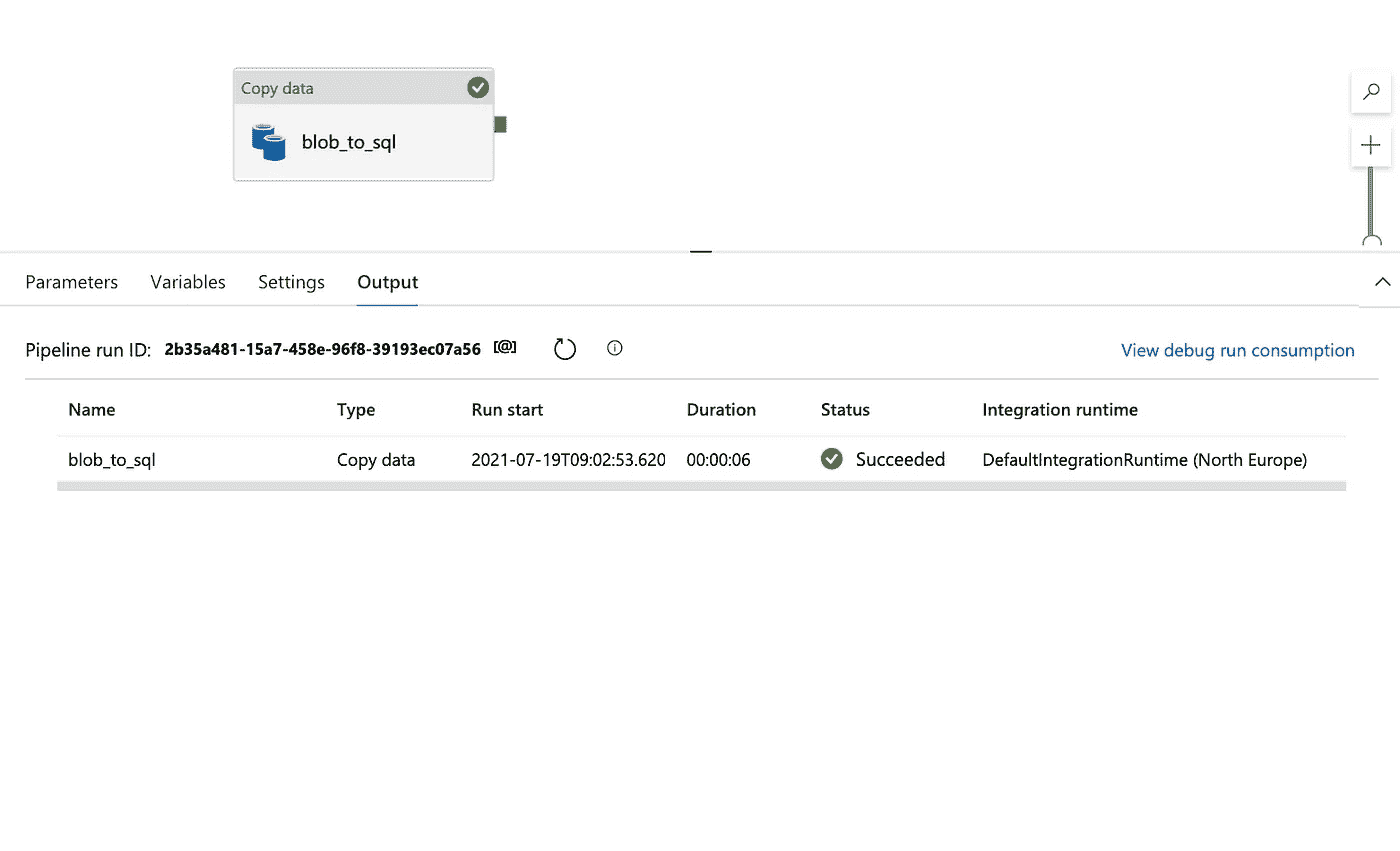 Copy data
blob_to_sql
Parameters Variables Settings Output
Pipeline run ID: 2b35a481-15a7-458e-96f8-39193ec07a56 [@] View debug run consumption
Name Type Run start Duration Status Integration runtime
blob_to_sql Copy data 2021-07-19T09:02:53.620 00:00:06 Succeeded DefaultIntegrationRuntime (North Europe)